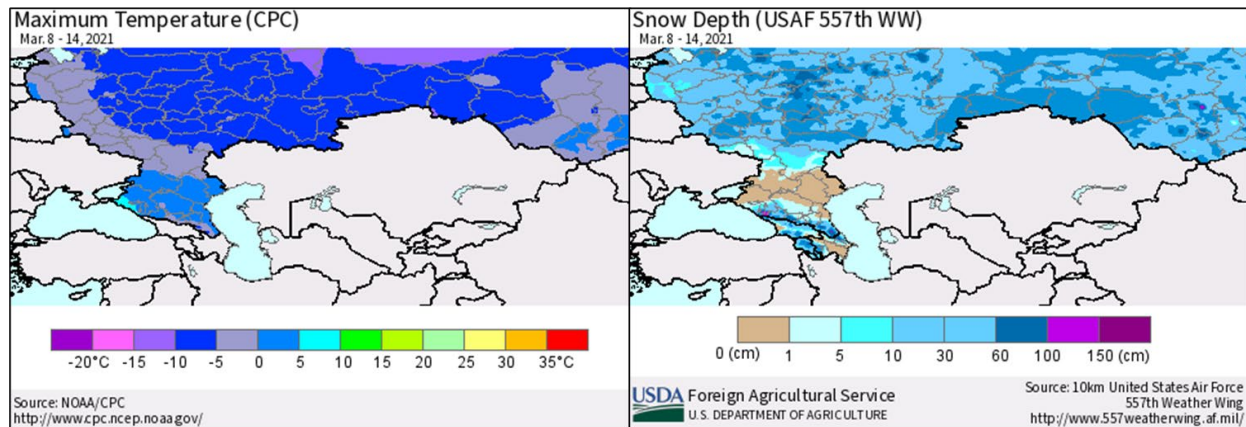 Maximum Temperature (CPC)
Mar. 8 - 14, 2021
-20°C -15 -10 -5 0 5 10 15 20 25 30 35°C
Source: NOAA/CPC
http://www.cpc.ncep.noaa.gov/
Snow Depth (USAF 557th WW)
Mar. 8 - 14, 2021
0 (cm) 1 5 10 30 60 100 150 (cm)
USDA Foreign Agricultural Service
U.S. DEPARTMENT OF AGRICULTURE
Source: 10km United States Air Force
557th Weather Wing
http://www.557weatherwing.af.mil/